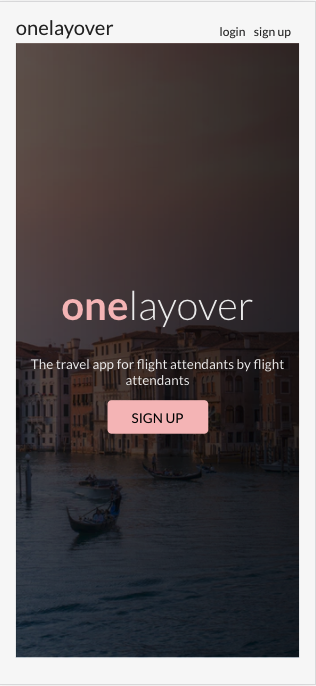 onelayover
login sign up
onelayover
The travel app for flight attendants by flight
attendants
SIGN UP